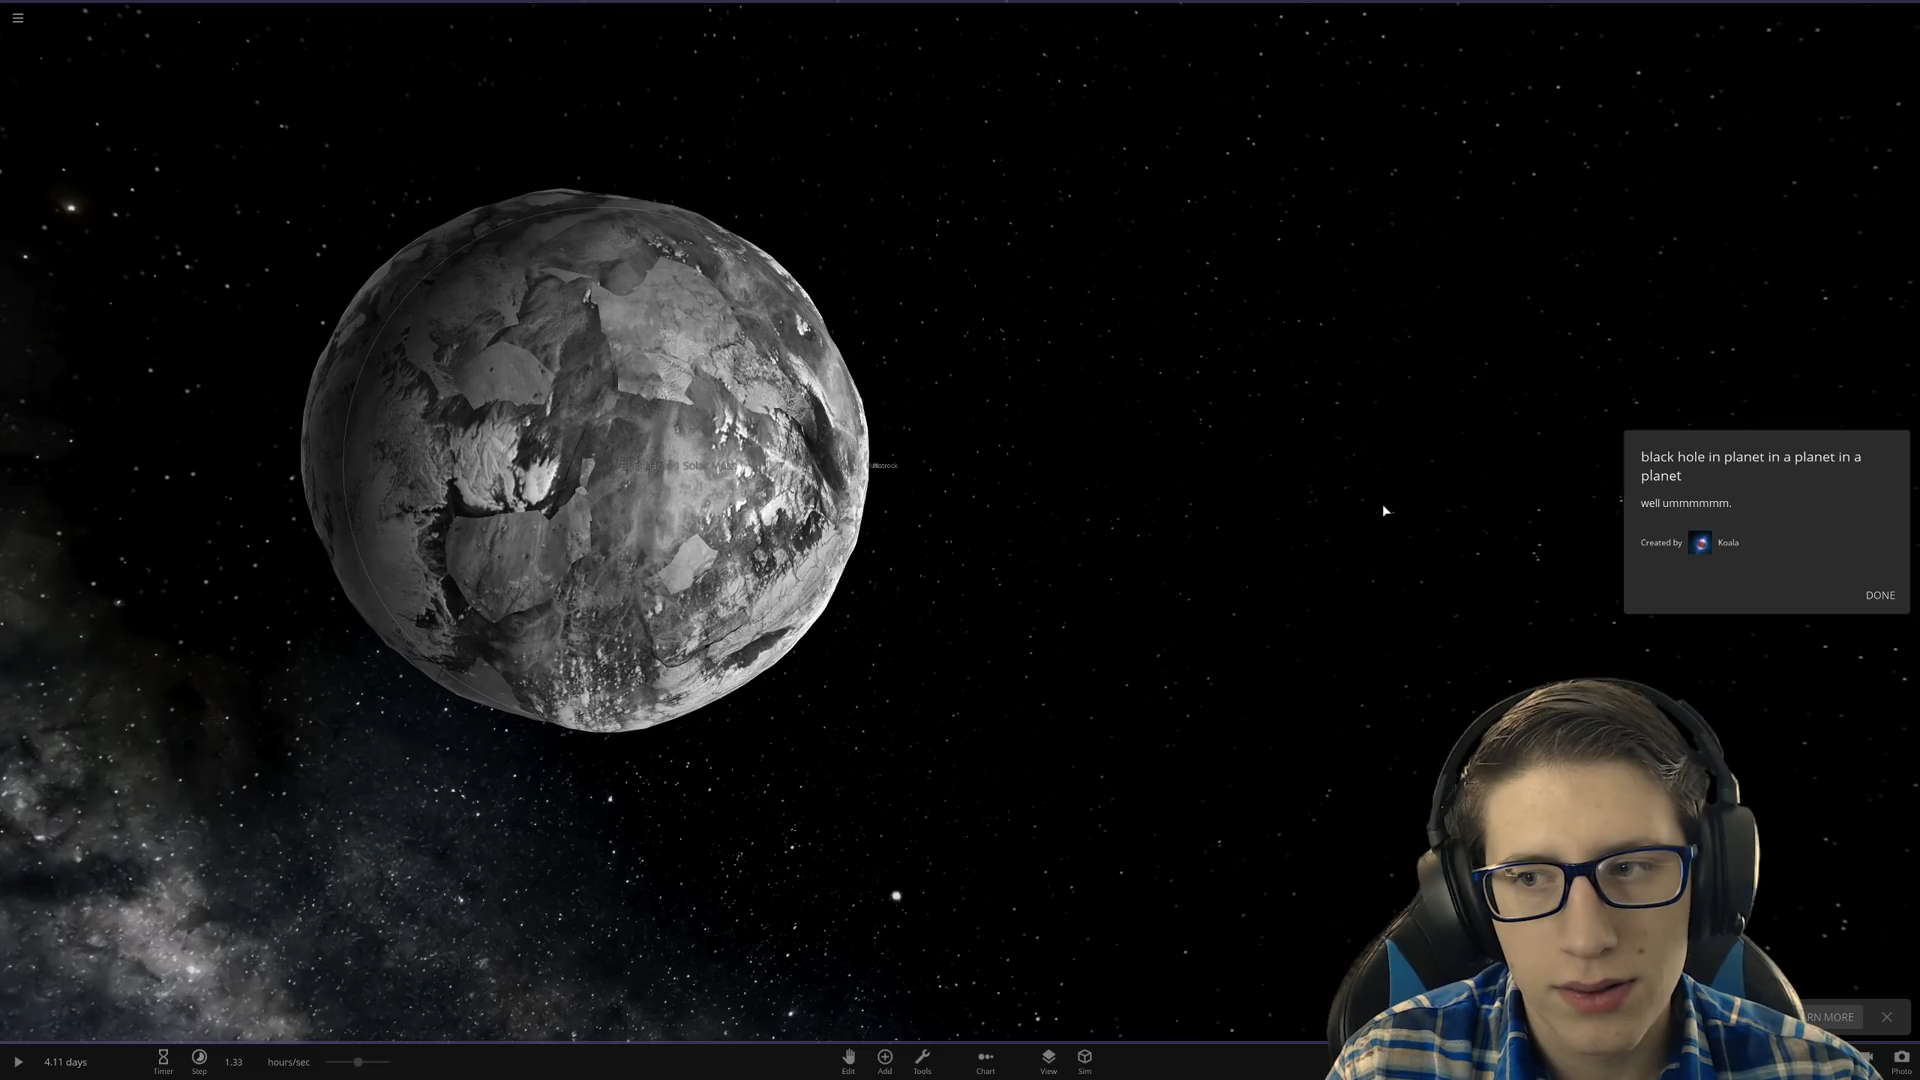 black hole in planet in a planet in a
planet
well ummmmmm.
Created by Koala
DONE
RN MORE
4.11 days
Timer
Step
1.33
hours/sec
Edit
Add
Tools
Chart
View
Sim
Photo